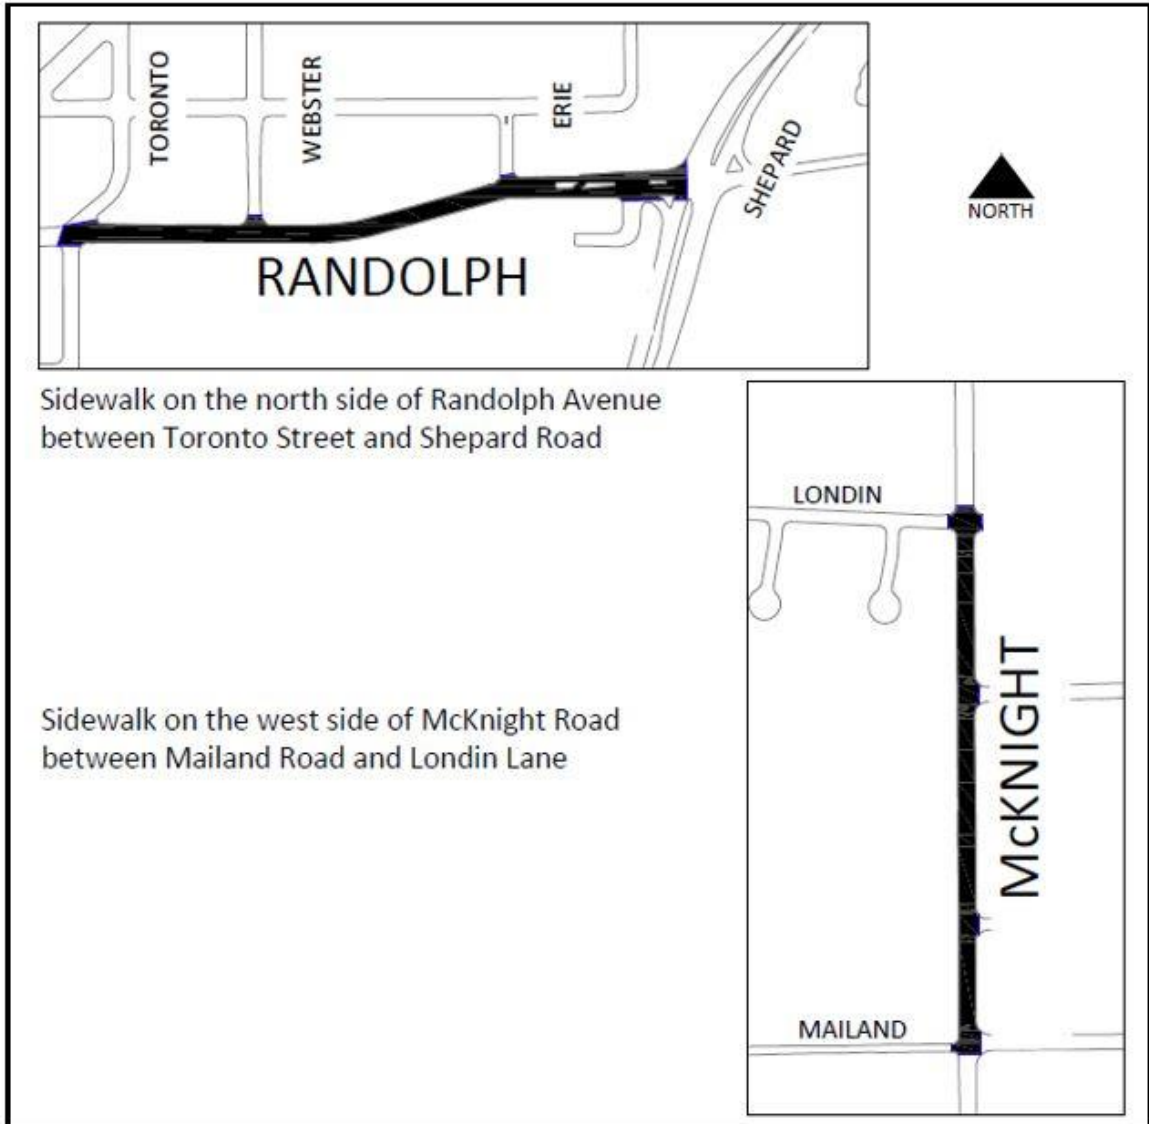 TORONTO
WEBSTER
ERIE
SHEPARD
RANDOLPH
NORTH
Sidewalk on the north side of Randolph Avenue
between Toronto Street and Shepard Road
LONDIN
McKNIGHT
Sidewalk on the west side of McKnight Road
between Mailand Road and Londin Lane
MAILAND